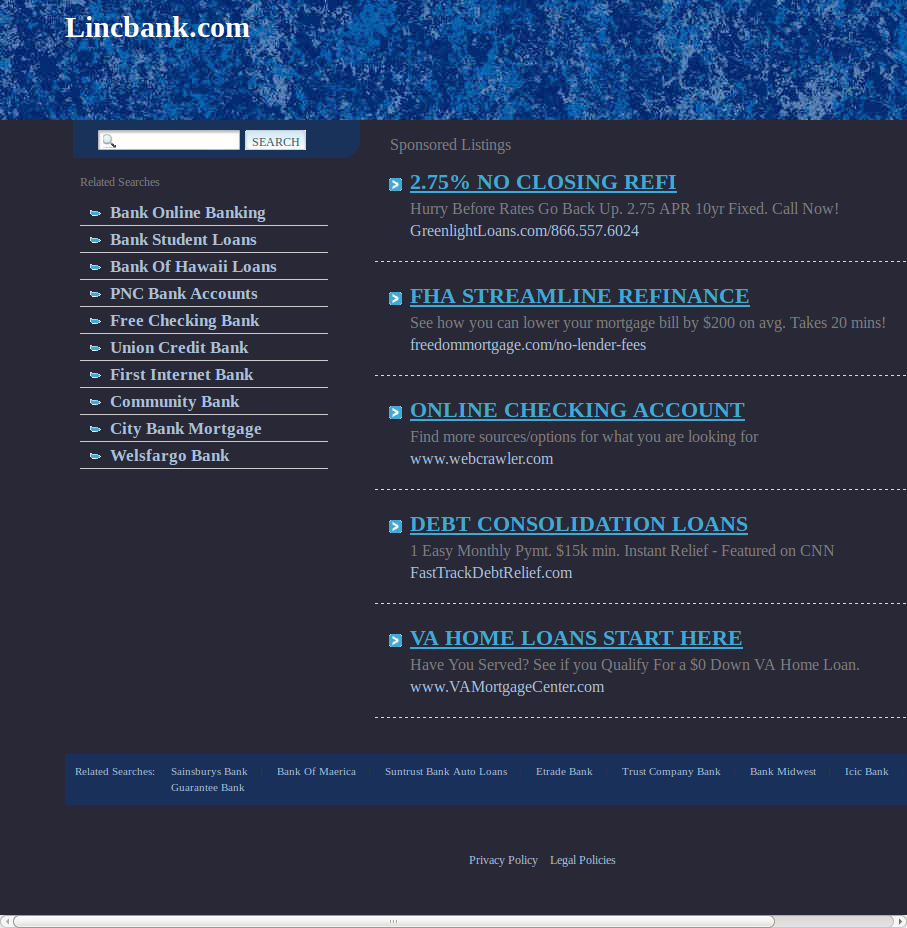 Lincbank.com
SEARCH
Related Searches
Bank Online Banking
Bank Student Loans
Bank Of Hawaii Loans
PNC Bank Accounts
Free Checking Bank
Union Credit Bank
First Internet Bank
Community Bank
City Bank Mortgage
Welsfargo Bank
Sponsored Listings
2.75% NO CLOSING REFI
Hurry Before Rates Go Back Up. 2.75 APR 10yr Fixed. Call Now!
GreenlightLoans.com/866.557.6024
FHA STREAMLINE REFINANCE
See how you can lower your mortgage bill by $200 on avg. Takes 20 mins!
freedommortgage.com/no-lender-fees
ONLINE CHECKING ACCOUNT
Find more sources/options for what you are looking for
www.webcrawler.com
DEBT CONSOLIDATION LOANS
1 Easy Monthly Pymt. $15k min. Instant Relief - Featured on CNN
FastTrackDebtRelief.com
VA HOME LOANS START HERE
Have You Served? See if you Qualify For a $0 Down VA Home Loan.
www.VAMortgageCenter.com
Related Searches: Sainsburys Bank Bank Of Maerica Suntrust Bank Auto Loans Etrade Bank Trust Company Bank Bank Midwest Icic Bank
Guarantee Bank
Privacy Policy Legal Policies